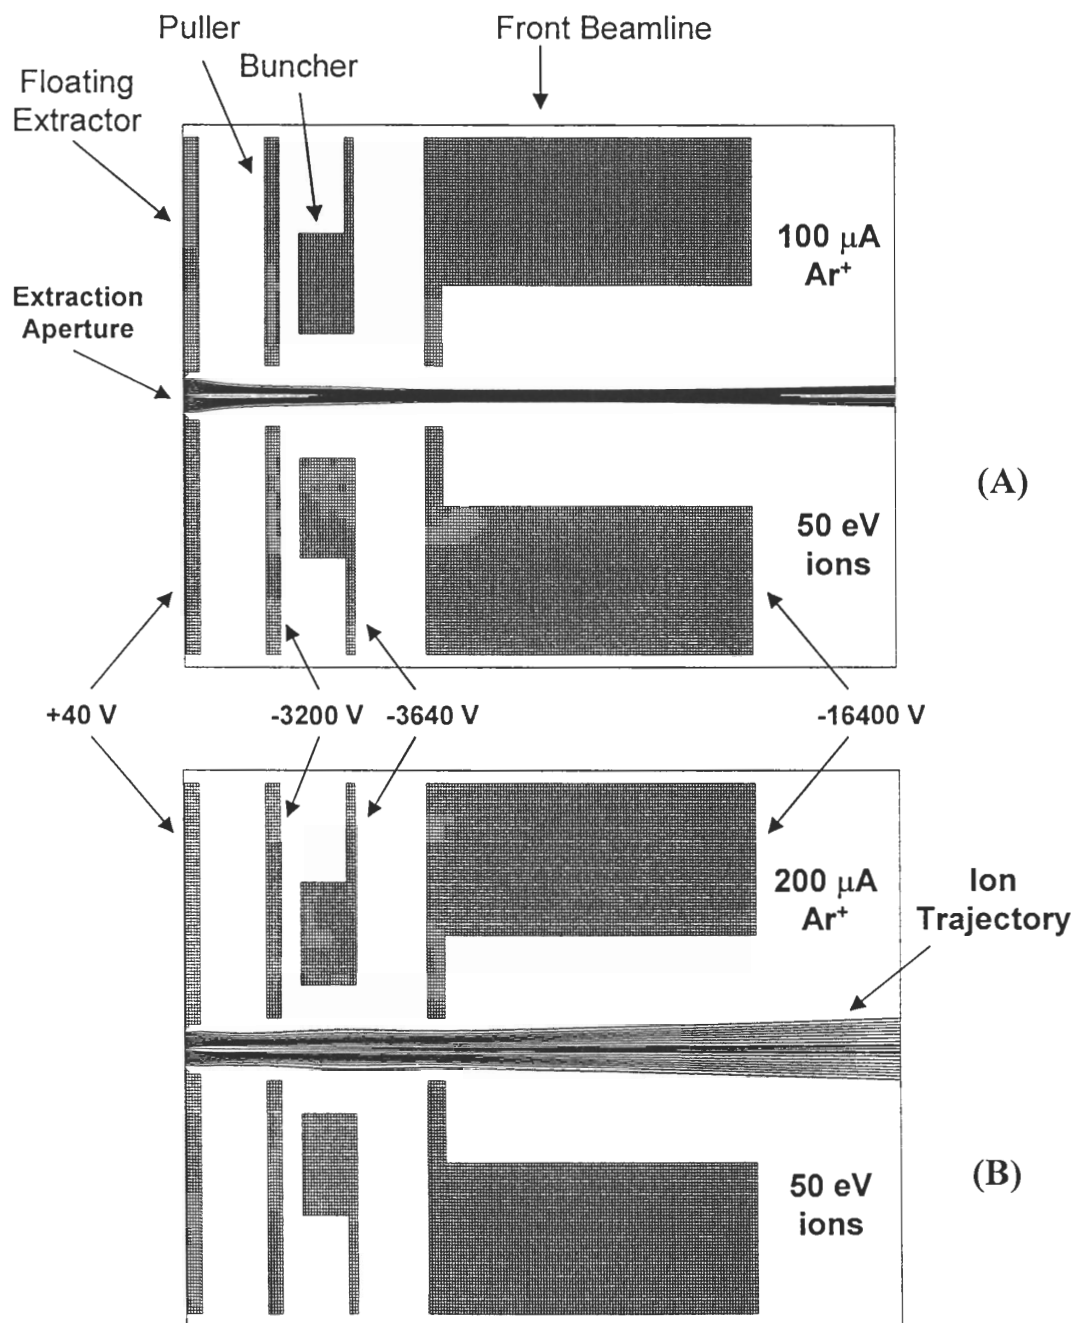 Puller
Front Beamline
Buncher
Floating
Extractor
100 μA
Ar⁺
Extraction
Aperture
(A)
50 eV
ions
+40 V
-3200 V
-3640 V
-16400 V
200 μA
Ar⁺
Ion
Trajectory
(B)
50 eV
ions